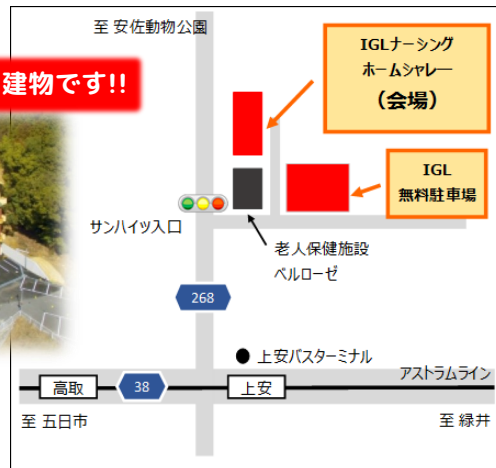 至 安佐動物公園
建物です!!
IGLナーシング
ホームシャレー
（会場）
IGL
無料駐車場
サンハイツ入口
老人保健施設
ベルローゼ
268
上安バスターミナル
アストラムライン
高取
38
上安
至 五日市
至 緑井